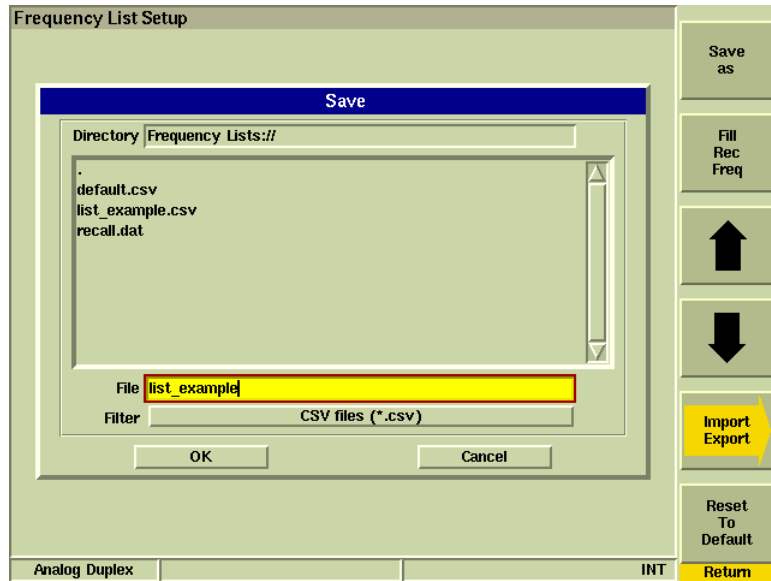 Frequency List Setup
Save
Directory Frequency Lists://
.
default.csv
list_example.csv
recall.dat
File list_example
Filter CSV files (*.csv)
OK Cancel
Save
as
Fill
Rec
Freq
Import
Export
Reset
To
Default
Analog Duplex INT Return